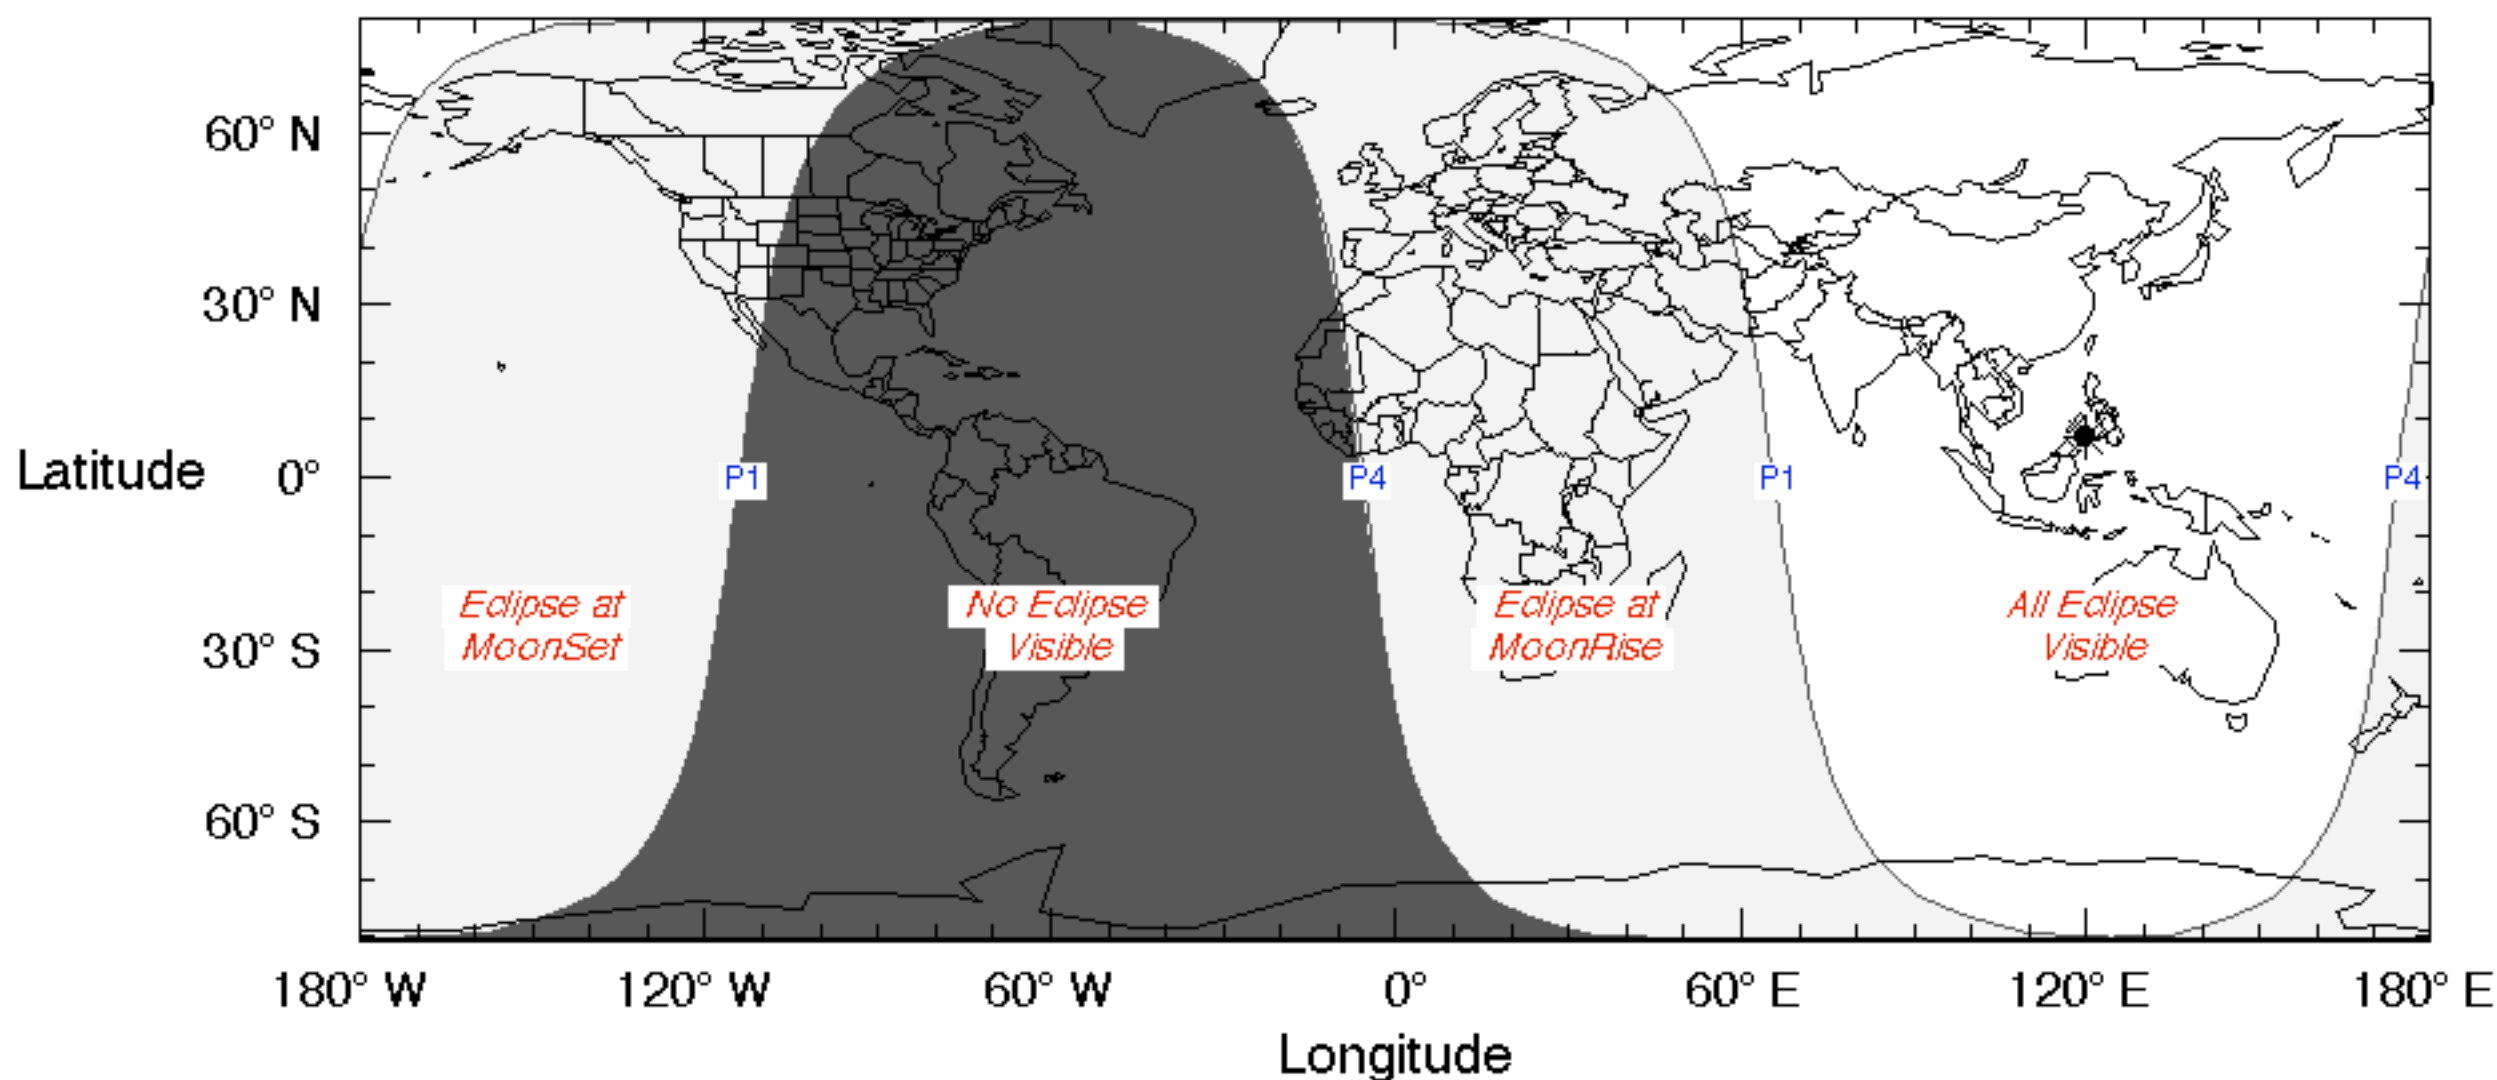 60° N
30° N
Latitude 0°
30° S
60° S
P1
P4
P1
P4
Eclipse at
MoonSet
No Eclipse
Visible
Eclipse at
MoonRise
All Eclipse
Visible
180° W 120° W 60° W 0° 60° E 120° E 180° E
Longitude